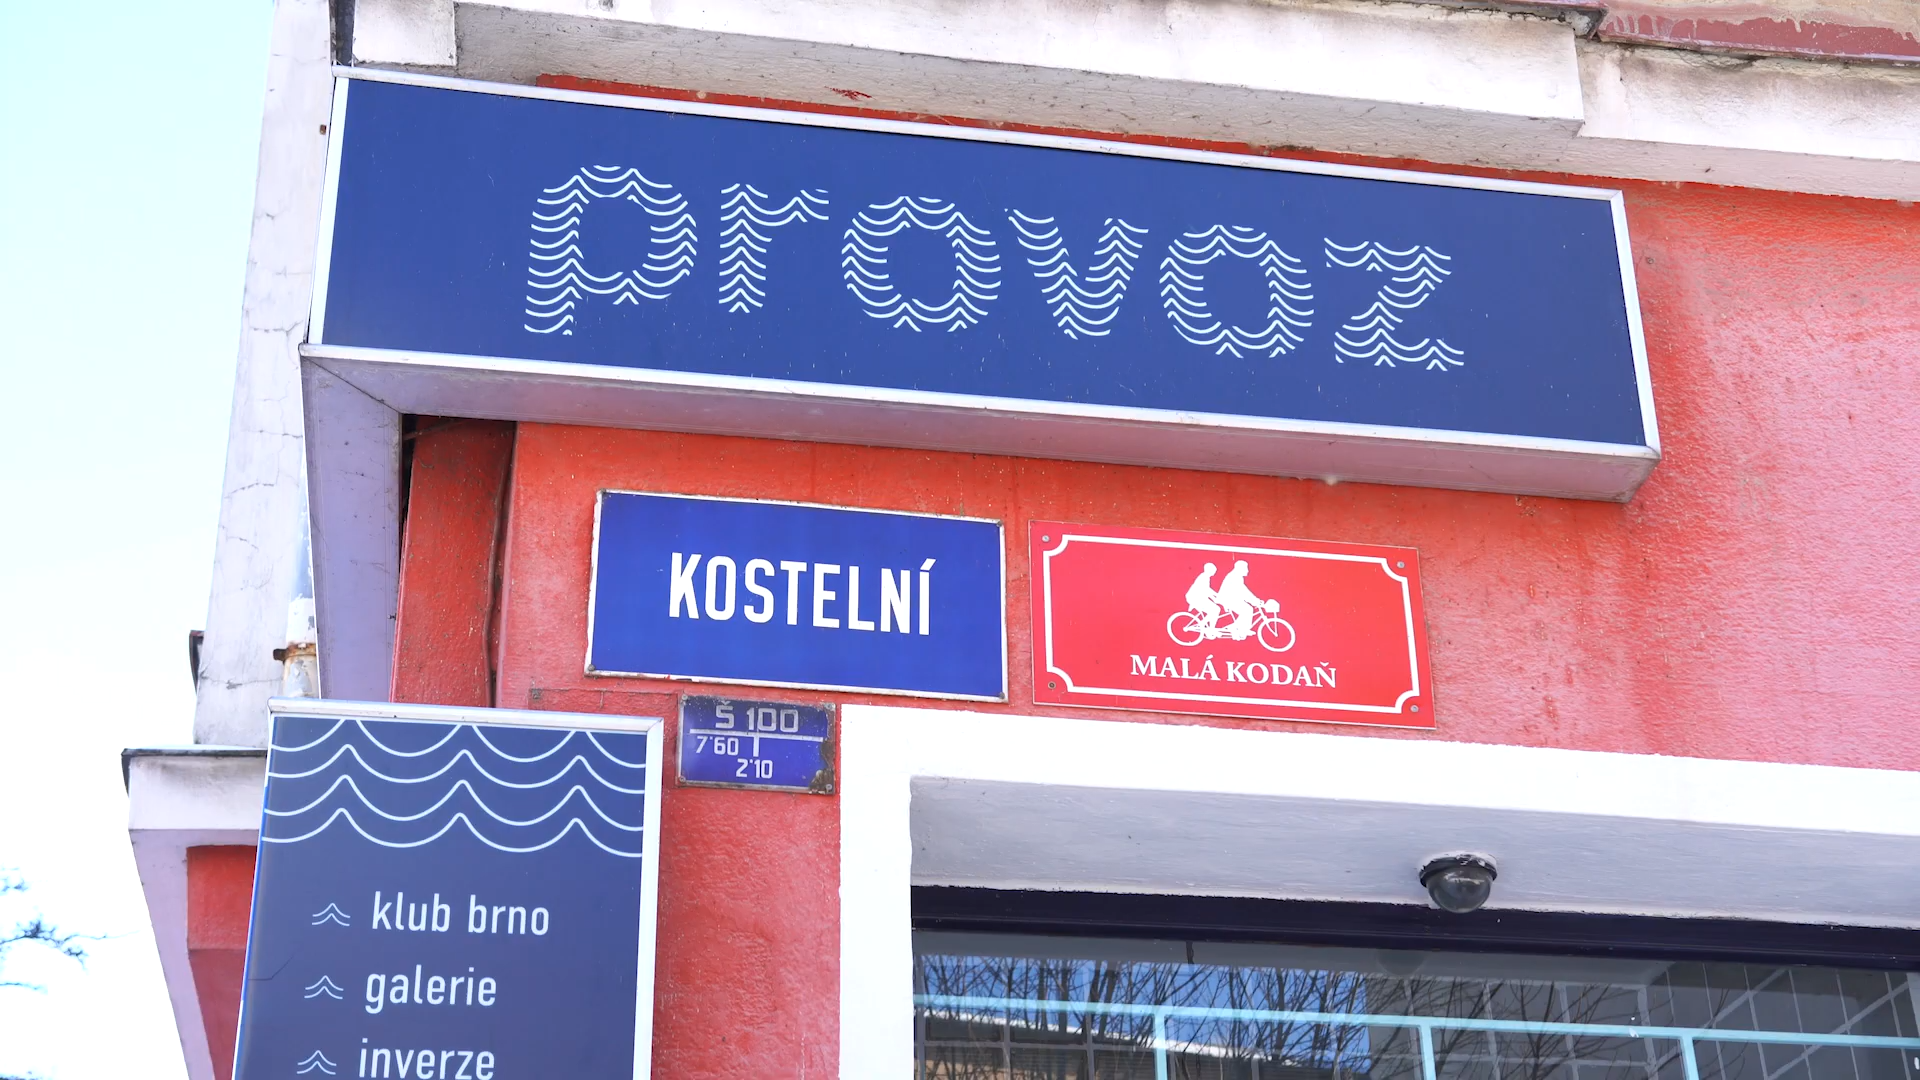 provoz
KOSTELNÍ
MALÁ KODAŇ
Š 100
7'60
2'10
klub brno
galerie
inverze